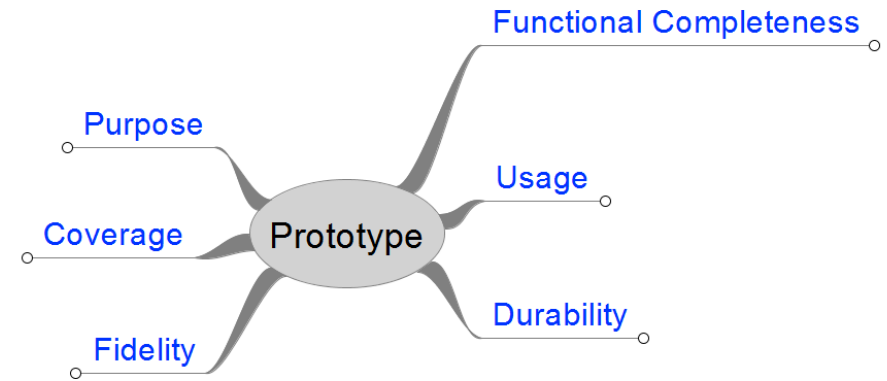 Functional Completeness
Purpose
Usage
Coverage
Prototype
Durability
Fidelity